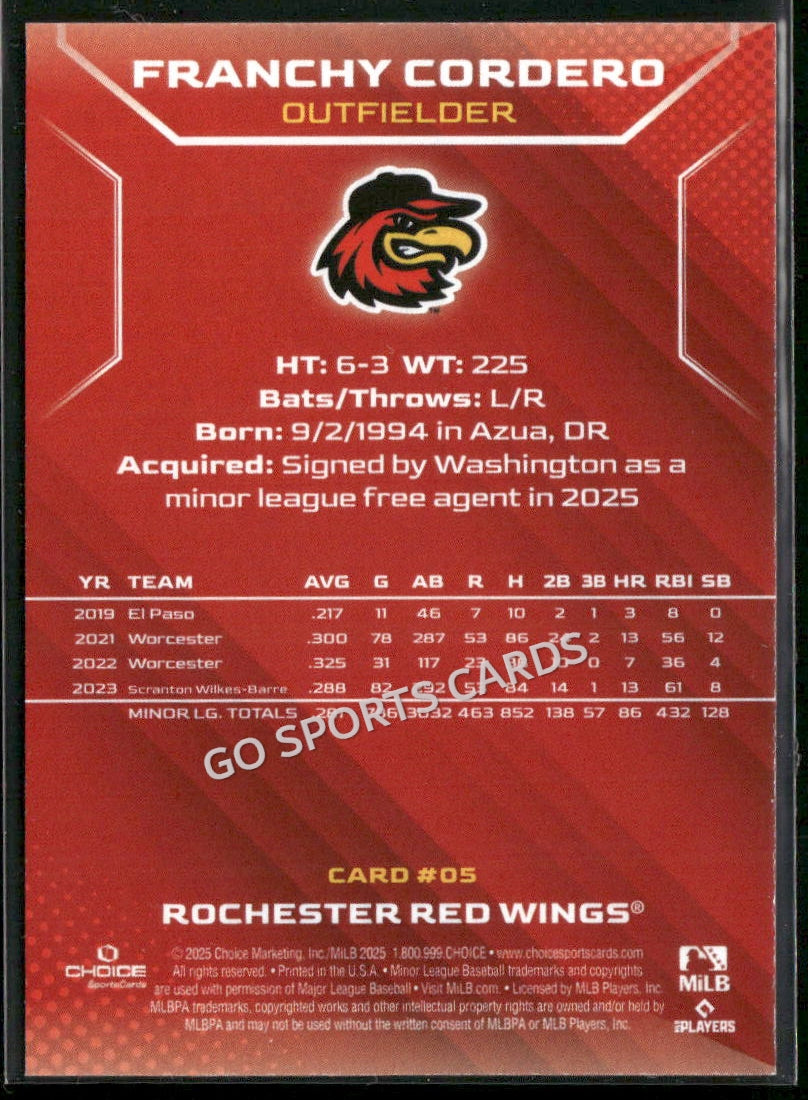 FRANCHY CORDERO
OUTFIELDER
HT: 6-3 WT: 225
Bats/Throws: L/R
Born: 9/2/1994 in Azua, DR
Acquired: Signed by Washington as a
minor league free agent in 2025
YR TEAM AVG G AB R H 2B 3B HR RBI SB
2019 El Paso .217 11 46 7 10 2 1 3 8 0
2021 Worcester .300 78 287 53 86 2 13 56 12
2022 Worcester .325 31 117 23 0 7 36 4
2023 Scranton Wilkes-Barre .288 82 84 14 1 13 61 8
MINOR LG. TOTALS 463 852 138 57 86 432 128
GO SPORTS CARDS
CARD #05
ROCHESTER RED WINGS®
© 2025 Choice Marketing, Inc./MiLB 2025 1.800.999.CHOICE • www.choicesportscards.com
All rights reserved. • Printed in the U.S.A. • Minor League Baseball trademarks and copyrights
are used with permission of Major League Baseball • Visit MiLB.com. • Licensed by MLB Players, Inc.
MLBPA trademarks, copyrighted works and other intellectual property rights are owned and/or held by
MLBPA and may not be used without the written consent of MLBPA or MLB Players, Inc.
CHOICE
SportsCards
MiLB
PLAYERS